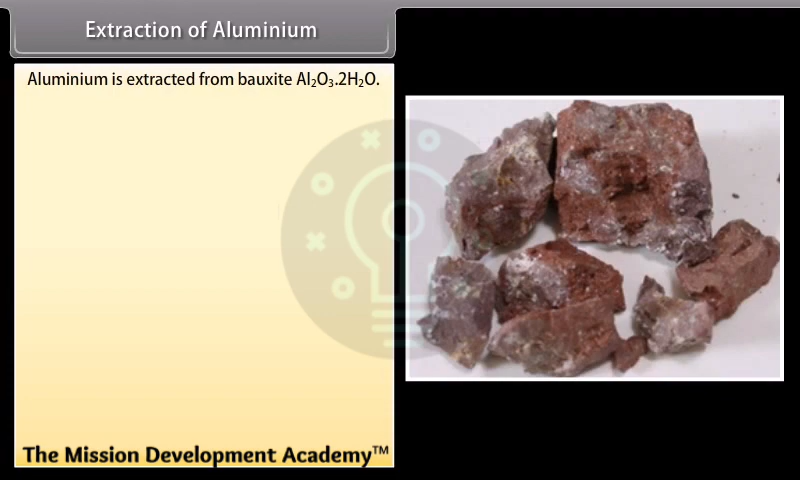 Extraction of Aluminium
Aluminium is extracted from bauxite Al₂O₃.2H₂O.
The Mission Development Academy™